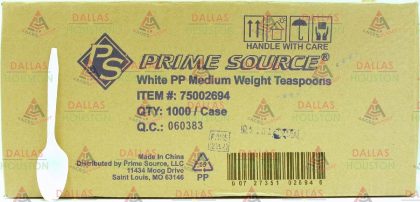 HANDLE WITH CARE
PS PRIME SOURCE®
White PP Medium Weight Teaspoons
ITEM #: 75002694
QTY: 1000 / Case
Q.C.: 060383
Made in China
Distributed by Prime Source, LLC
11434 Moog Drive
Saint Louis, MO 63146
PP
DALLAS
HOUSTON